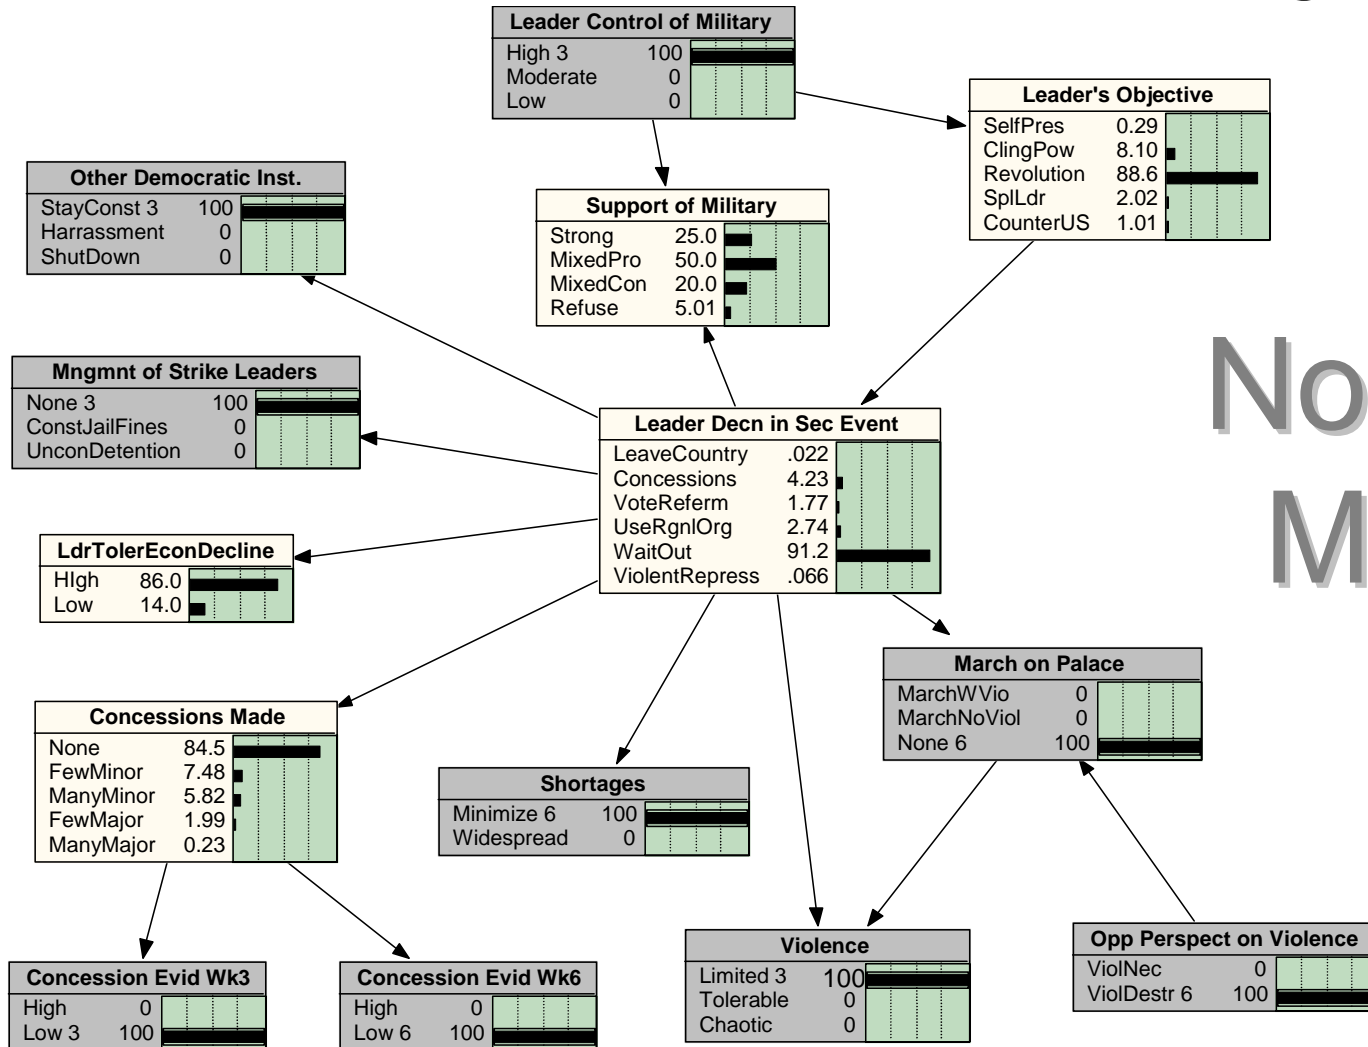 Leader Control of Military
High 3 100
Moderate 0
Low 0
Leader's Objective
SelfPres 0.29
ClingPow 8.10
Revolution 88.6
SplLdr 2.02
CounterUS 1.01
Other Democratic Inst.
StayConst 3 100
Harrassment 0
ShutDown 0
Support of Military
Strong 25.0
MixedPro 50.0
MixedCon 20.0
Refuse 5.01
No
M
Mngmnt of Strike Leaders
None 3 100
ConstJailFines 0
UnconDetention 0
Leader Decn in Sec Event
LeaveCountry .022
Concessions 4.23
VoteReferm 1.77
UseRgnlOrg 2.74
WaitOut 91.2
ViolentRepress .066
LdrTolerEconDecline
HIgh 86.0
Low 14.0
March on Palace
MarchWVio 0
MarchNoViol 0
None 6 100
Concessions Made
None 84.5
FewMinor 7.48
ManyMinor 5.82
FewMajor 1.99
ManyMajor 0.23
Shortages
Minimize 6 100
Widespread 0
Violence
Limited 3 100
Tolerable 0
Chaotic 0
Opp Perspect on Violence
ViolNec 0
ViolDestr 6 100
Concession Evid Wk3
High 0
Low 3 100
Concession Evid Wk6
High 0
Low 6 100